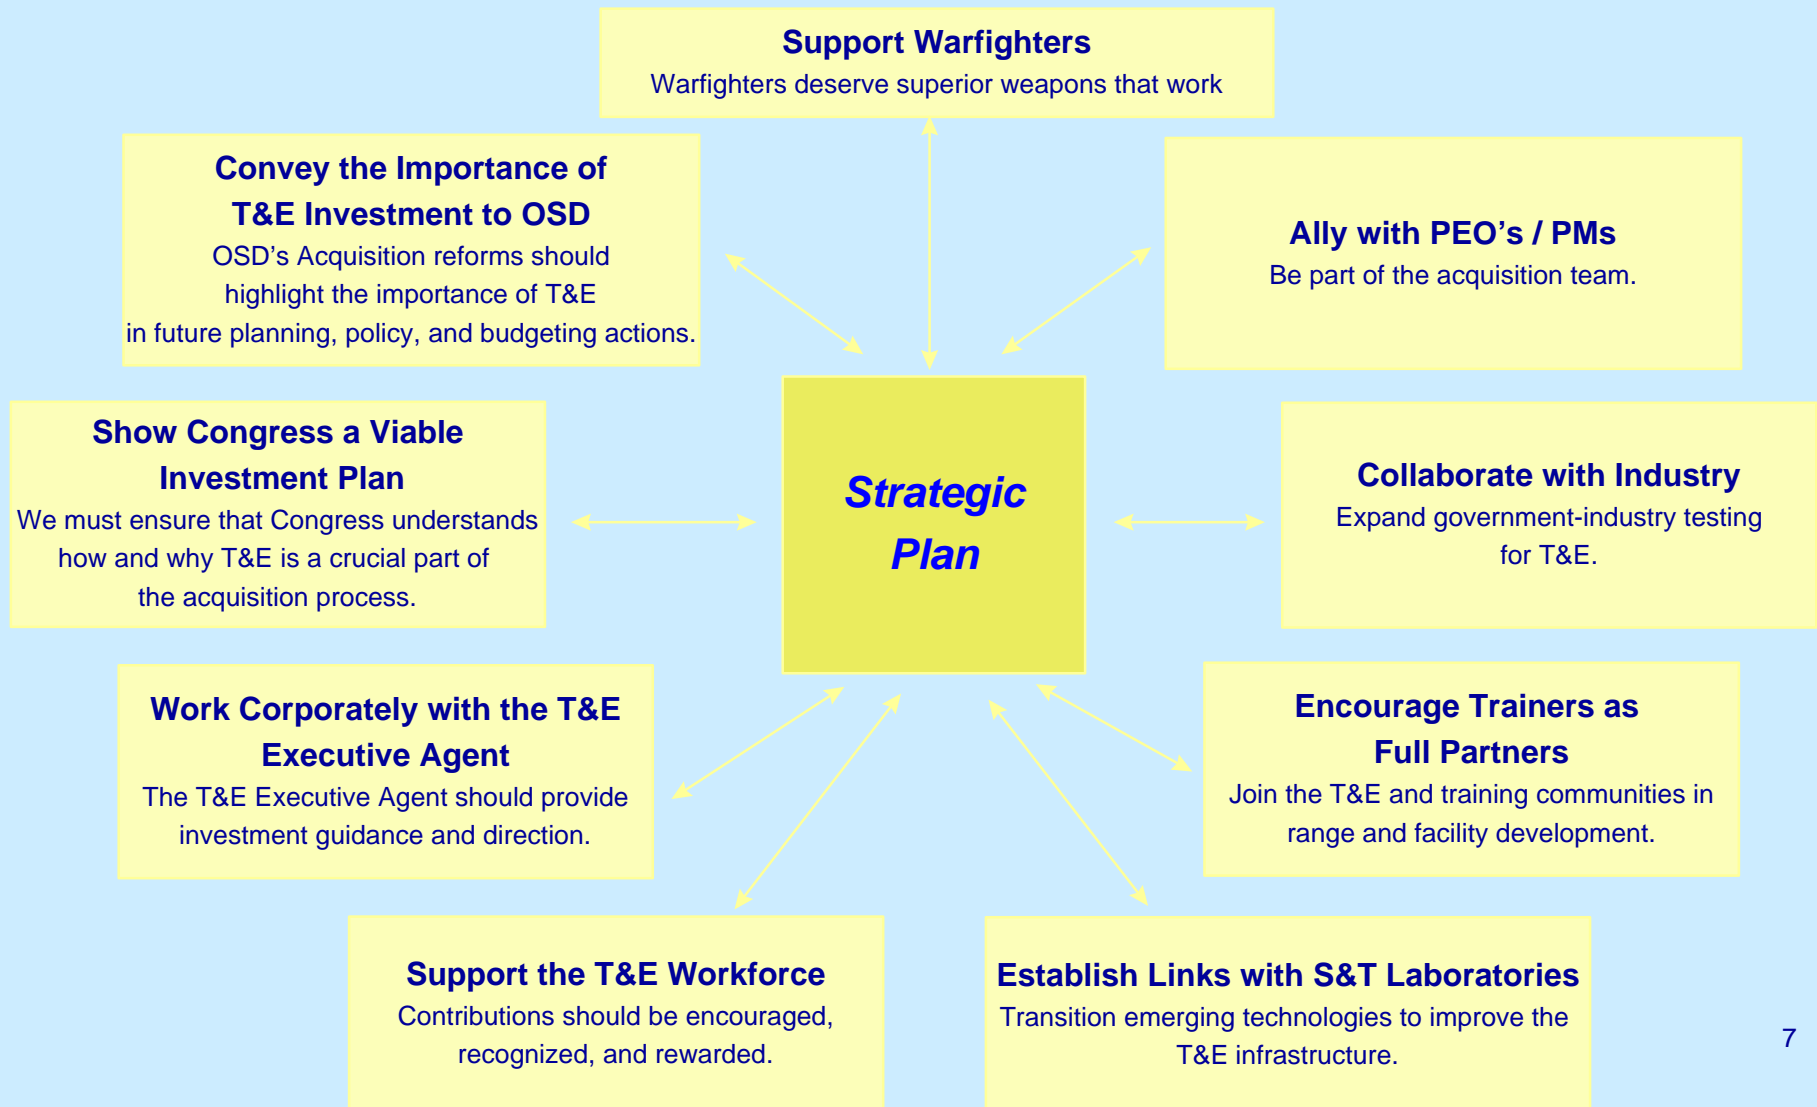 Support Warfighters
Warfighters deserve superior weapons that work
Convey the Importance of
T&E Investment to OSD
OSD's Acquisition reforms should
highlight the importance of T&E
in future planning, policy, and budgeting actions.
Ally with PEO's / PMs
Be part of the acquisition team.
Show Congress a Viable
Investment Plan
We must ensure that Congress understands
how and why T&E is a crucial part of
the acquisition process.
Strategic
Plan
Collaborate with Industry
Expand government-industry testing
for T&E.
Work Corporately with the T&E
Executive Agent
The T&E Executive Agent should provide
investment guidance and direction.
Encourage Trainers as
Full Partners
Join the T&E and training communities in
range and facility development.
Support the T&E Workforce
Contributions should be encouraged,
recognized, and rewarded.
Establish Links with S&T Laboratories
Transition emerging technologies to improve the
T&E infrastructure.
7